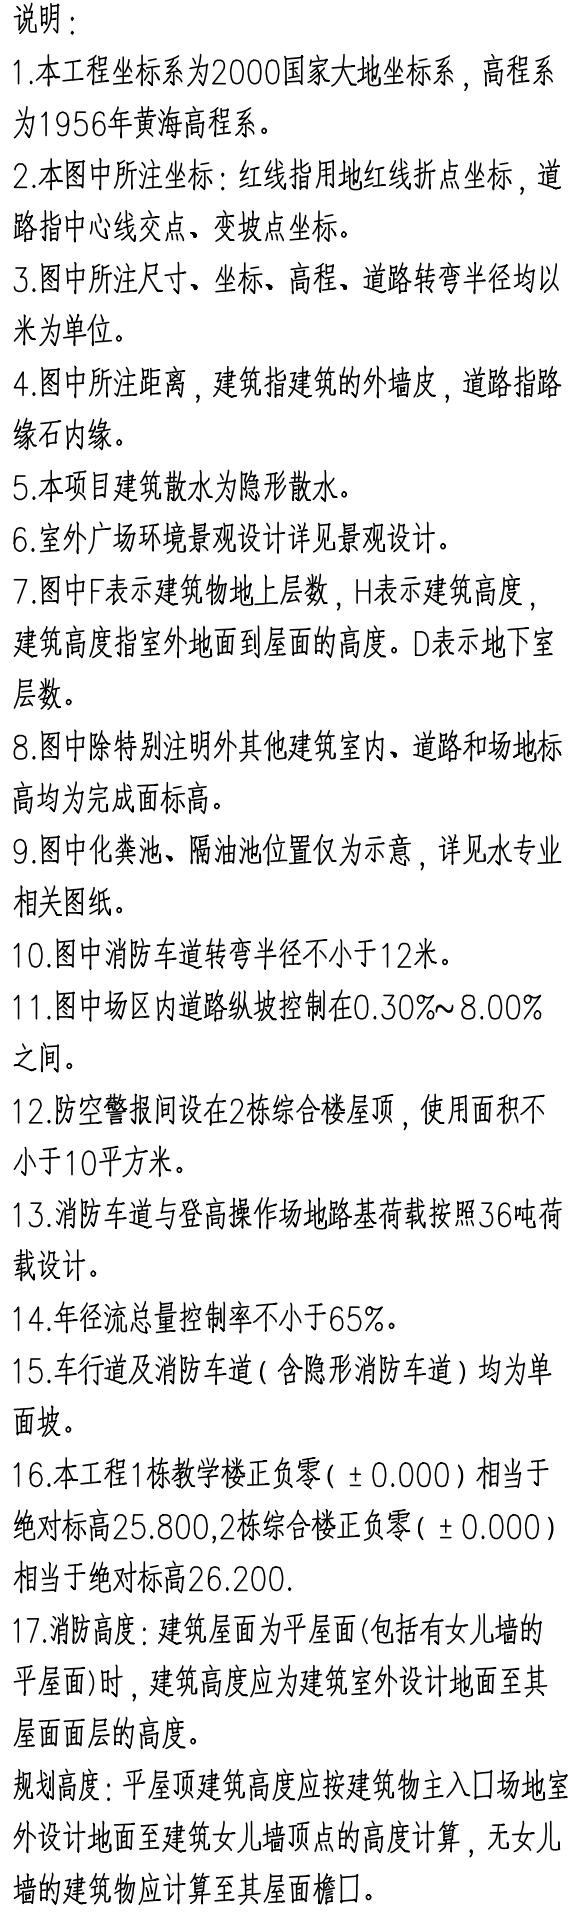 说明：
1.本工程坐标系为2000国家大地坐标系，高程系
为1956年黄海高程系。
2.本图中所注坐标：红线指用地红线折点坐标，道
路指中心线交点、变坡点坐标。
3.图中所注尺寸、坐标、高程、道路转弯半径均以
米为单位。
4.图中所注距离，建筑指建筑的外墙皮，道路指路
缘石内缘。
5.本项目建筑散水为隐形散水。
6.室外广场环境景观设计详见景观设计。
7.图中F表示建筑物地上层数，H表示建筑高度，
建筑高度指室外地面到屋面的高度。D表示地下室
层数。
8.图中除特别注明外其他建筑室内、道路和场地标
高均为完成面标高。
9.图中化粪池、隔油池位置仅为示意，详见水专业
相关图纸。
10.图中消防车道转弯半径不小于12米。
11.图中场区内道路纵坡控制在0.30%~8.00%
之间。
12.防空警报间设在2栋综合楼屋顶，使用面积不
小于10平方米。
13.消防车道与登高操作场地路基荷载按照36吨荷
载设计。
14.年径流总量控制率不小于65%。
15.车行道及消防车道(含隐形消防车道)均为单
面坡。
16.本工程1栋教学楼正负零(±0.000)相当于
绝对标高25.800,2栋综合楼正负零(±0.000)
相当于绝对标高26.200.
17.消防高度：建筑屋面为平屋面(包括有女儿墙的
平屋面)时，建筑高度应为建筑室外设计地面至其
屋面面层的高度。
规划高度：平屋顶建筑高度应按建筑物主入口场地室
外设计地面至建筑女儿墙顶点的高度计算，无女儿
墙的建筑物应计算至其屋面檐口。